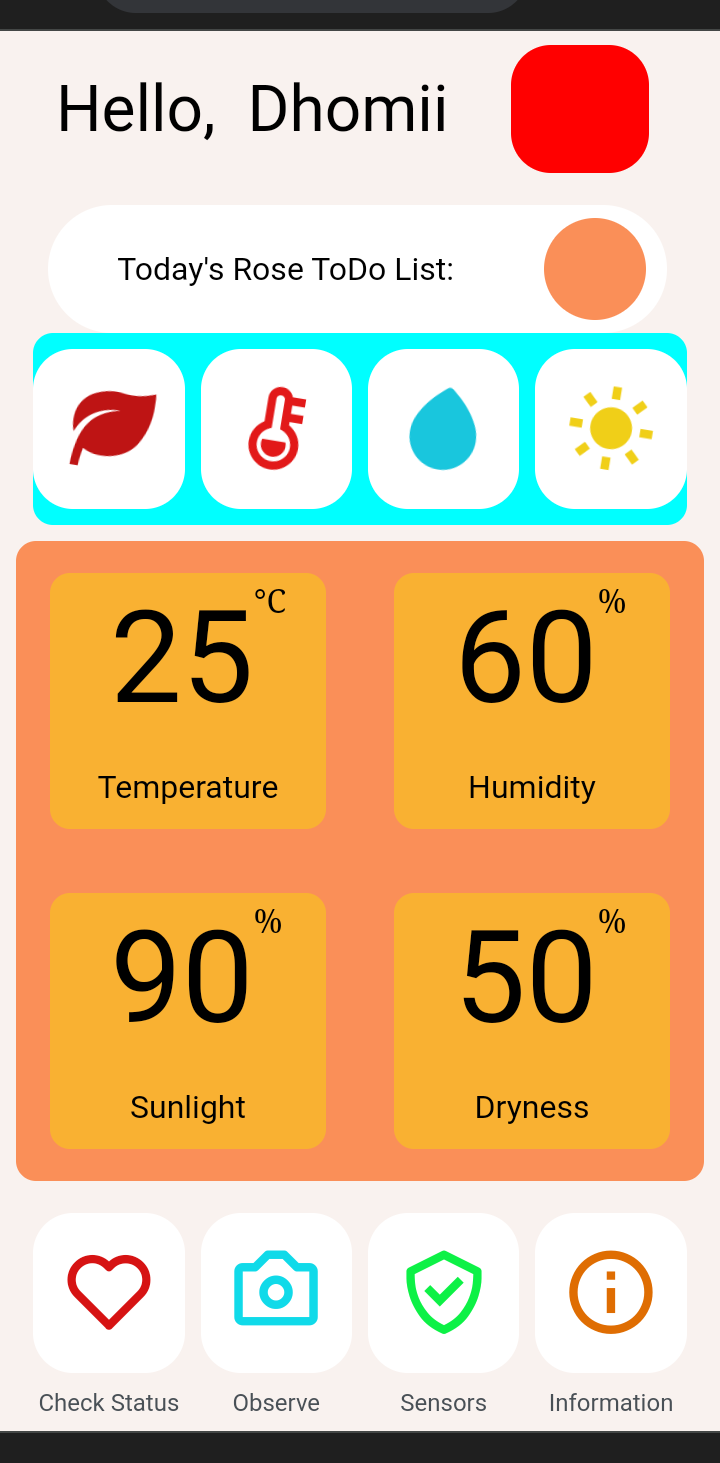 Hello,  Dhomii
Today's Rose ToDo List:
25 °C
60 %
Temperature
Humidity
90 %
50 %
Sunlight
Dryness
Check Status
Observe
Sensors
Information